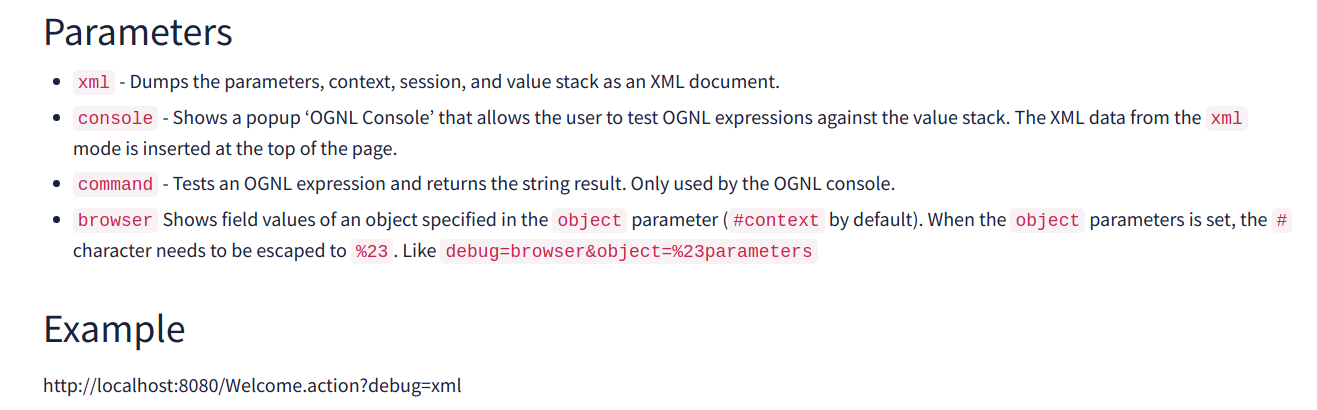 Parameters
• xml - Dumps the parameters, context, session, and value stack as an XML document.
• console - Shows a popup ‘OGNL Console’ that allows the user to test OGNL expressions against the value stack. The XML data from the xml
mode is inserted at the top of the page.
• command - Tests an OGNL expression and returns the string result. Only used by the OGNL console.
• browser Shows field values of an object specified in the object parameter ( #context by default). When the object parameters is set, the #
character needs to be escaped to %23 . Like debug=browser&object=%23parameters
Example
http://localhost:8080/Welcome.action?debug=xml